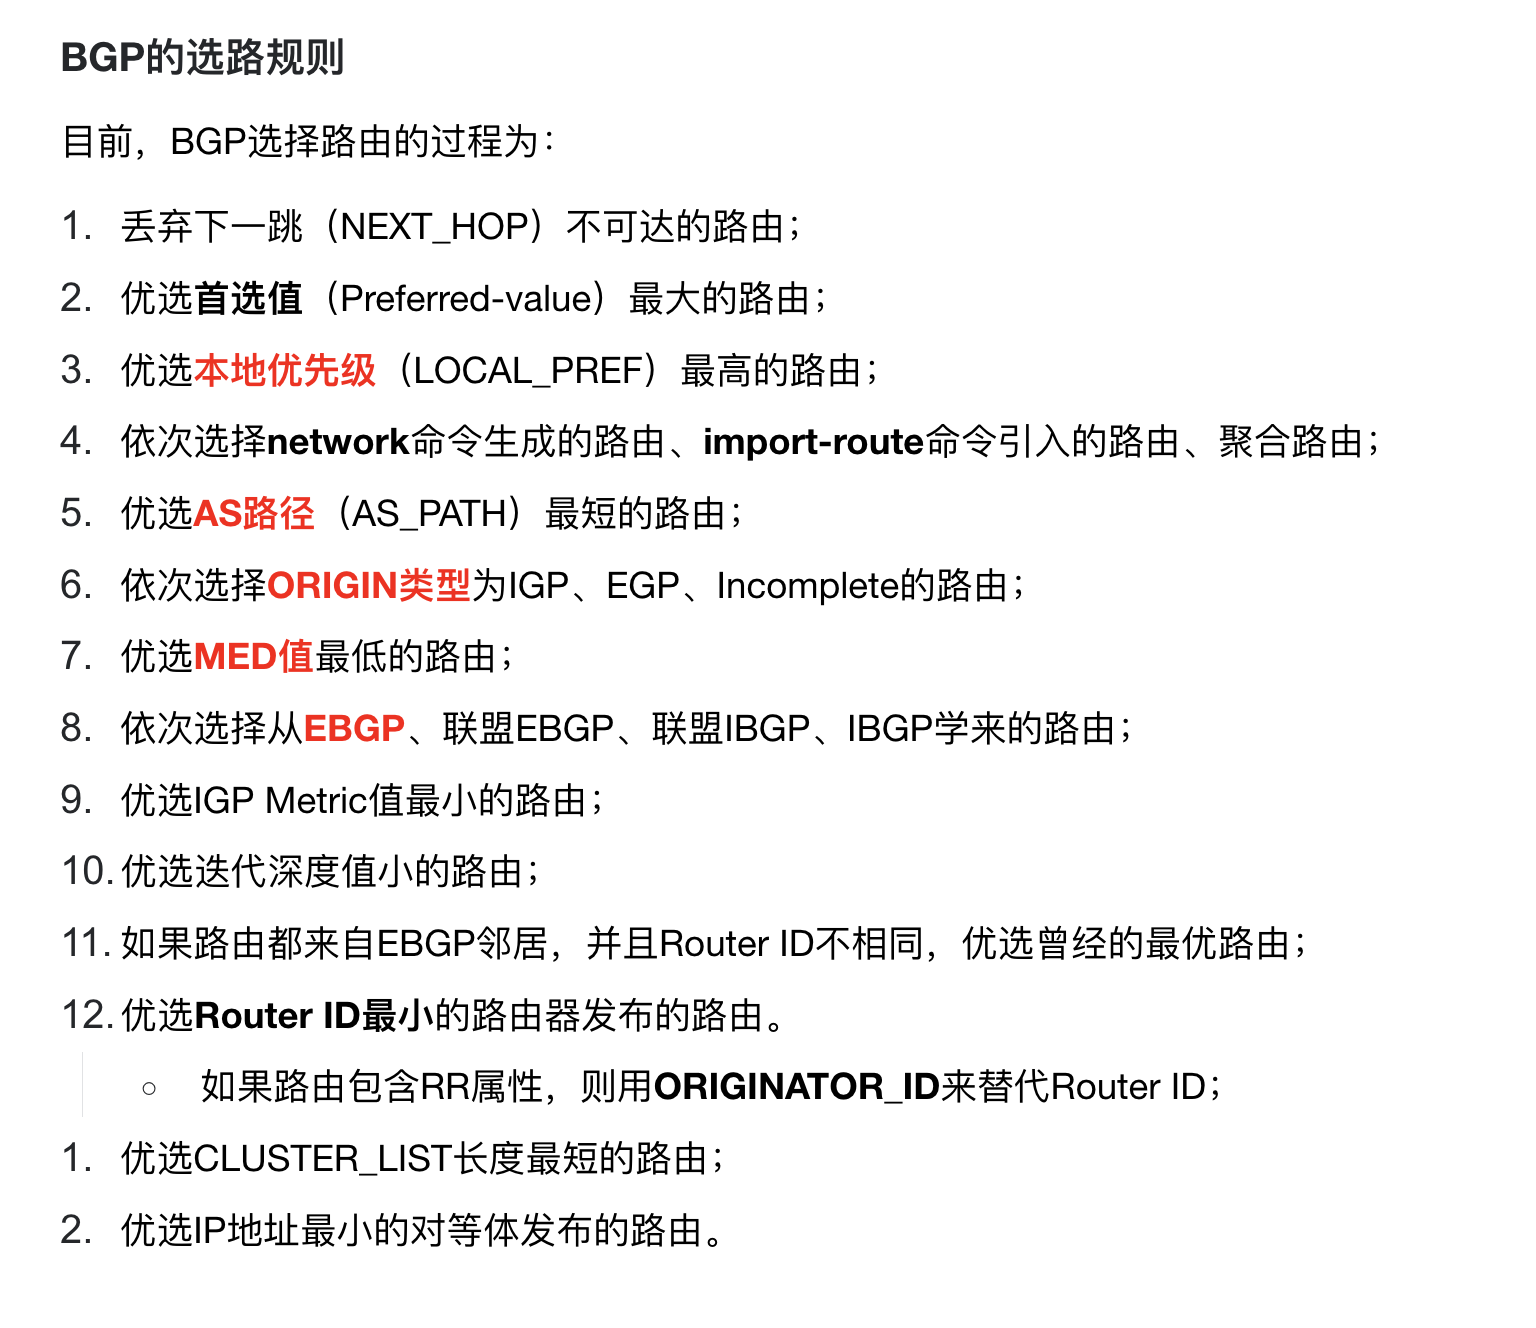 BGP的选路规则
目前，BGP选择路由的过程为：
1. 丢弃下一跳（NEXT_HOP）不可达的路由；
2. 优选首选值（Preferred-value）最大的路由；
3. 优选本地优先级（LOCAL_PREF）最高的路由；
4. 依次选择network命令生成的路由、import-route命令引入的路由、聚合路由；
5. 优选AS路径（AS_PATH）最短的路由；
6. 依次选择ORIGIN类型为IGP、EGP、Incomplete的路由；
7. 优选MED值最低的路由；
8. 依次选择从EBGP、联盟EBGP、联盟IBGP、IBGP学来的路由；
9. 优选IGP Metric值最小的路由；
10. 优选迭代深度值小的路由；
11. 如果路由都来自EBGP邻居，并且Router ID不相同，优选曾经的最优路由；
12. 优选Router ID最小的路由器发布的路由。
○ 如果路由包含RR属性，则用ORIGINATOR_ID来替代Router ID；
1. 优选CLUSTER_LIST长度最短的路由；
2. 优选IP地址最小的对等体发布的路由。